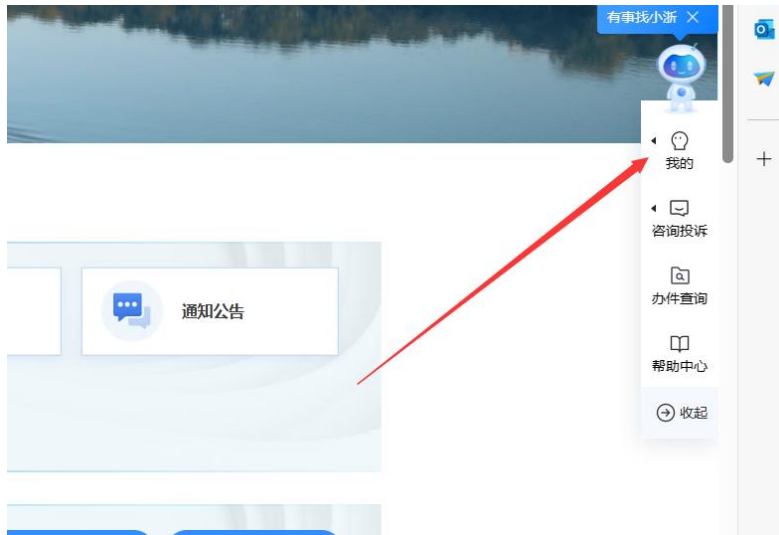 有事找小浙
我的
咨询投诉
通知公告
办件查询
帮助中心
收起